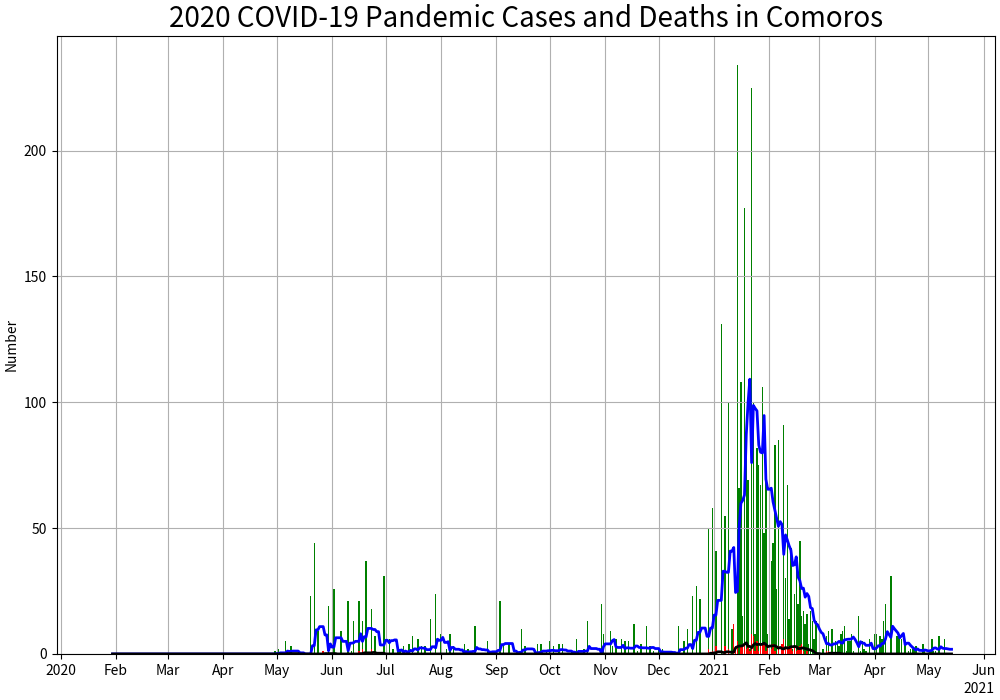 2020 COVID-19 Pandemic Cases and Deaths in Comoros
Number
200
150
100
50
0
2020 Feb Mar Apr May Jun Jul Aug Sep Oct Nov Dec 2021 Feb Mar Apr May Jun
2021